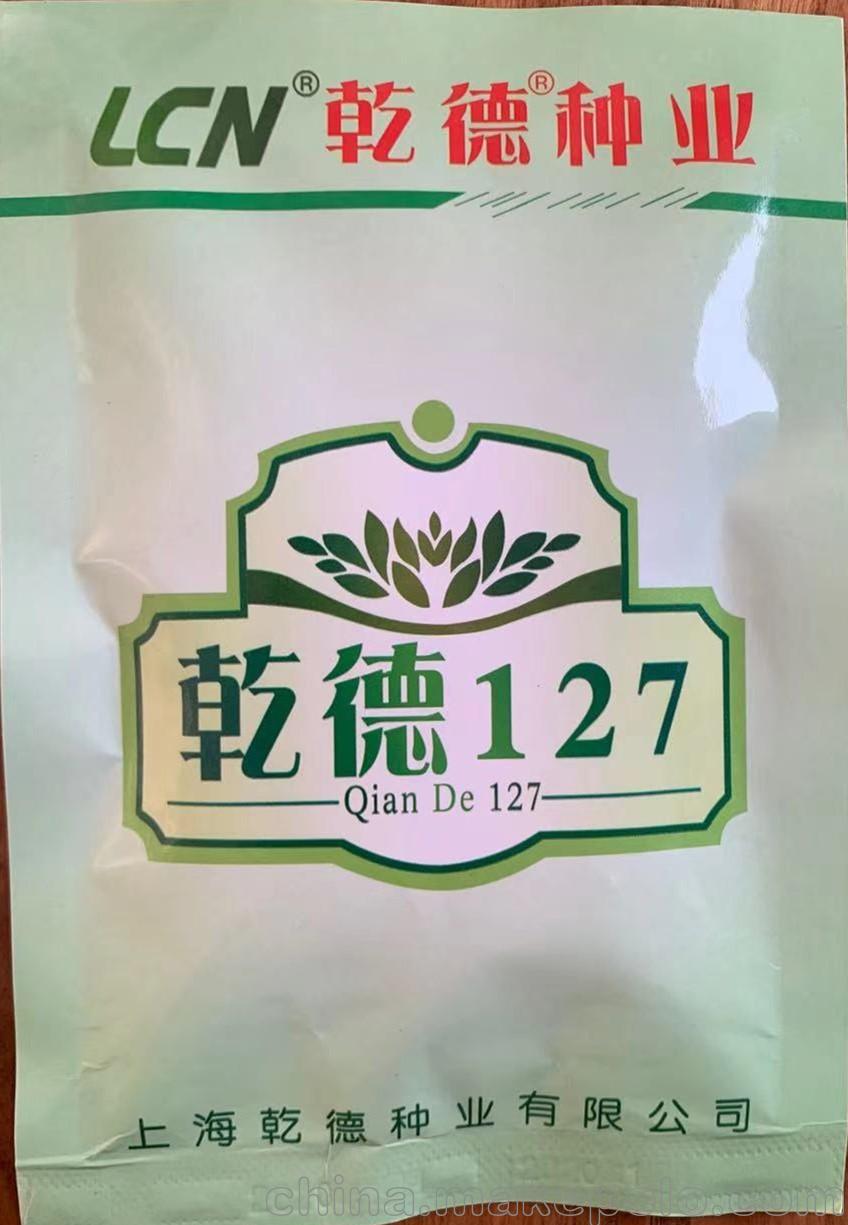 LCN® 乾德®种业
乾德127
Qian De 127
上海乾德种业有限公司
china.makepolo.com